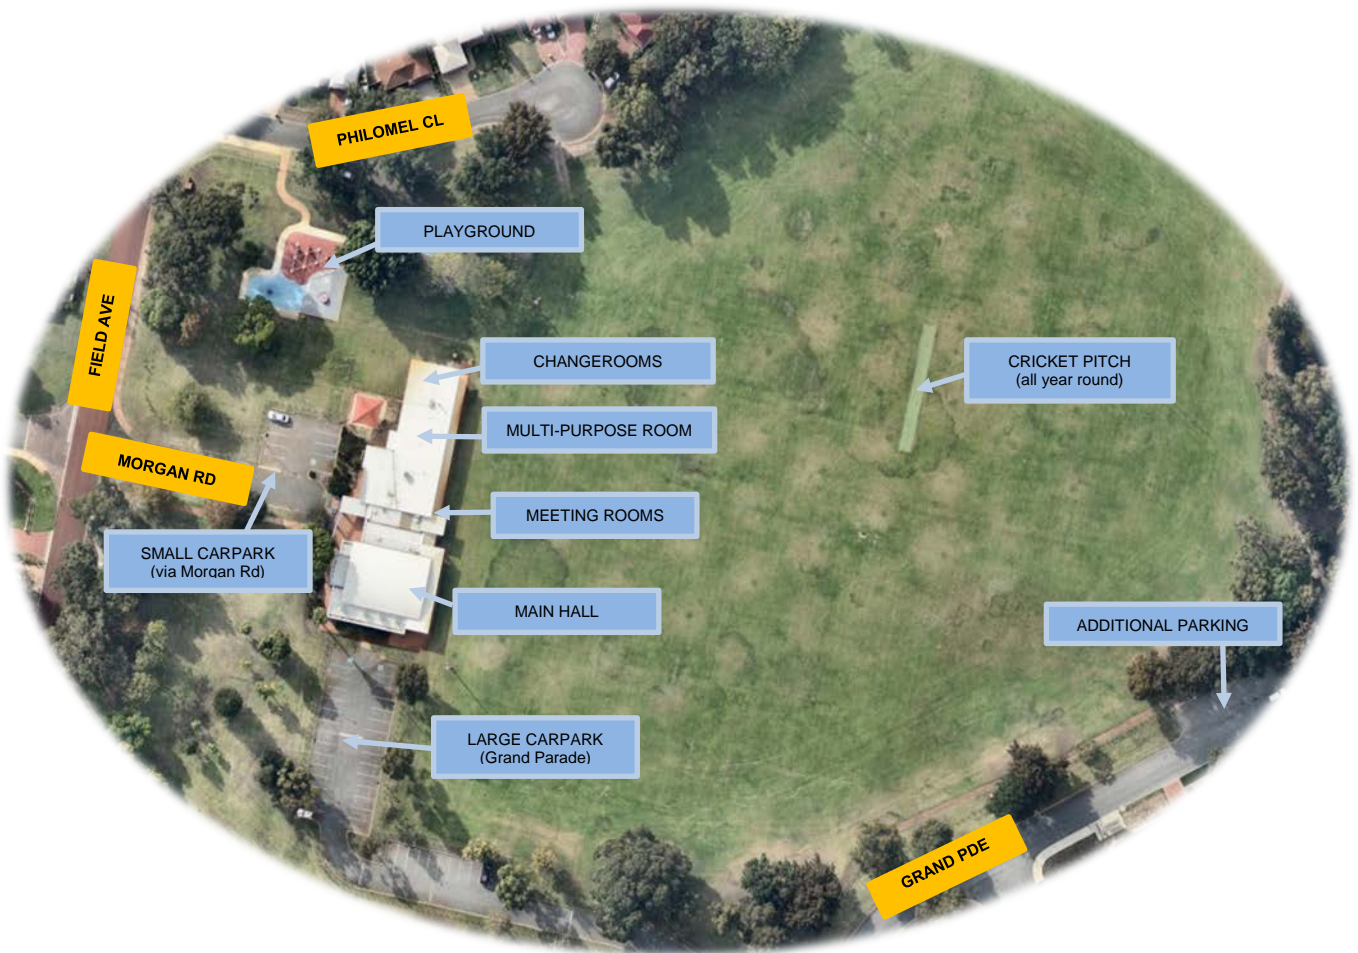 PHILOMEL CL
PLAYGROUND
FIELD AVE
CHANGEROOMS
CRICKET PITCH
(all year round)
MULTI-PURPOSE ROOM
MORGAN RD
MEETING ROOMS
SMALL CARPARK
(via Morgan Rd)
MAIN HALL
ADDITIONAL PARKING
LARGE CARPARK
(Grand Parade)
GRAND PDE